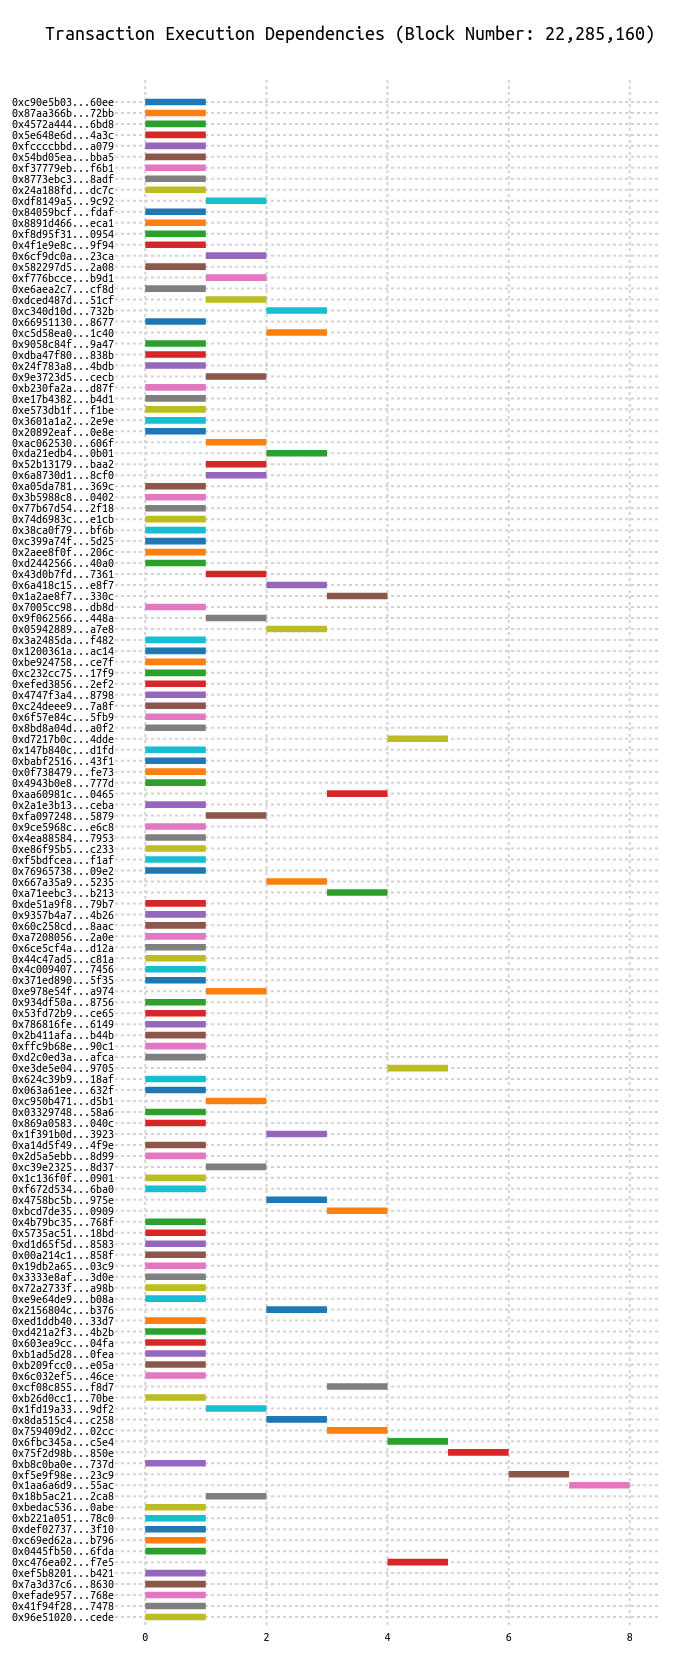 Transaction Execution Dependencies (Block Number: 22,285,160)
0xc90e5b03...60ee
0x87aa366b...72bb
0x4572a444...6bd8
0x5e648e6d...4a3c
0xfccccbbd...a079
0x54bd05ea...bba5
0xf37779eb...f6b1
0x8773ebc3...8adf
0x24a188fd...dc7c
0xdf8149a5...9c92
0x84059bcf...fdaf
0x8891d466...eca1
0xf8d95f31...0954
0x4f1e9e8c...9f94
0x6cf9dc0a...23ca
0x582297d5...2a08
0xf776bcce...b9d1
0xe6aea2c7...cf8d
0xdced487d...51cf
0xc340d10d...732b
0x66951130...8677
0xc5d58ea0...1c40
0x9058c84f...9a47
0xdba47f80...838b
0x24f783a8...4bdb
0x9e3723d5...cecb
0xb230fa2a...d87f
0xe17b4382...b4d1
0xe573db1f...f1be
0x3601a1a2...2e9e
0x20892eaf...0e8e
0xac062530...606f
0xda21edb4...0b01
0x52b13179...baa2
0x6a8730d1...8cf0
0xa05da781...369c
0x3b5988c8...0402
0x77b67d54...2f18
0x74d6983c...e1cb
0x38ca0f79...bf6b
0xc399a74f...5d25
0x2aee8f0f...206c
0xd2442566...40a0
0x43d0b7fd...7361
0x6a418c15...e8f7
0x1a2ae8f7...330c
0x7005cc98...db8d
0x9f062566...448a
0x05942889...a7e8
0x3a2485da...f482
0x1200361a...ac14
0xbe924758...ce7f
0xc232cc75...17f9
0xefed3856...2ef2
0x4747f3a4...8798
0xc24deee9...7a8f
0x6f57e84c...5fb9
0x8bd8a04d...a0f2
0xd7217b0c...4dde
0x147b840c...d1fd
0xbabf2516...43f1
0x0f738479...fe73
0x4943b0e8...777d
0xaa60981c...0465
0x2a1e3b13...ceba
0xfa097248...5879
0x9ce5968c...e6c8
0x4ea88584...7953
0xe86f95b5...c233
0xf5bdfcea...f1af
0x76965738...09e2
0x667a35a9...5235
0xa71eebc3...b213
0xde51a9f8...79b7
0x9357b4a7...4b26
0x60c258cd...8aac
0xa7208056...2a0e
0x6ce5cf4a...d12a
0x44c47ad5...c81a
0x4c009407...7456
0x371ed890...5f35
0xe978e54f...a974
0x934df50a...8756
0x53fd72b9...ce65
0x786816fe...6149
0x2b411afa...b44b
0xffc9b68e...90c1
0xd2c0ed3a...afca
0xe3de5e04...9705
0x624c39b9...18af
0x063a61ee...632f
0xc950b471...d5b1
0x03329748...58a6
0x869a0583...040c
0x1f391b0d...3923
0xa14d5f49...4f9e
0x2d5a5ebb...8d99
0xc39e2325...8d37
0x1c136f0f...0901
0xf672d534...6ba0
0x4758bc5b...975e
0xbcd7de35...0909
0x4b79bc35...768f
0x5735ac51...18bd
0xd1d65f5d...8583
0x00a214c1...858f
0x19db2a65...03c9
0x3333e8af...3d0e
0x72a2733f...a98b
0xe9e64de9...b08a
0x2156804c...b376
0xed1ddb40...33d7
0xd421a2f3...4b2b
0x603ea9cc...04fa
0xb1ad5d28...0fea
0xb209fcc0...e05a
0x6c032ef5...46ce
0xcf08c855...f8d7
0xb26d0cc1...70be
0x1fd19a33...9df2
0x8da515c4...c258
0x759409d2...02cc
0x6fbc345a...c5e4
0x75f2d98b...850e
0xb8c0ba0e...737d
0xf5e9f98e...23c9
0x1aa6a6d9...55ac
0x18b5ac21...2ca8
0xbedac536...0abe
0xb221a051...78c0
0xdef02737...3f10
0xc69ed62a...b796
0x0445fb50...6fda
0xc476ea02...f7e5
0xef5b8201...b421
0x7a3d37c6...8630
0xefade957...768e
0x41f94f28...7478
0x96e51020...cede
0 2 4 6 8